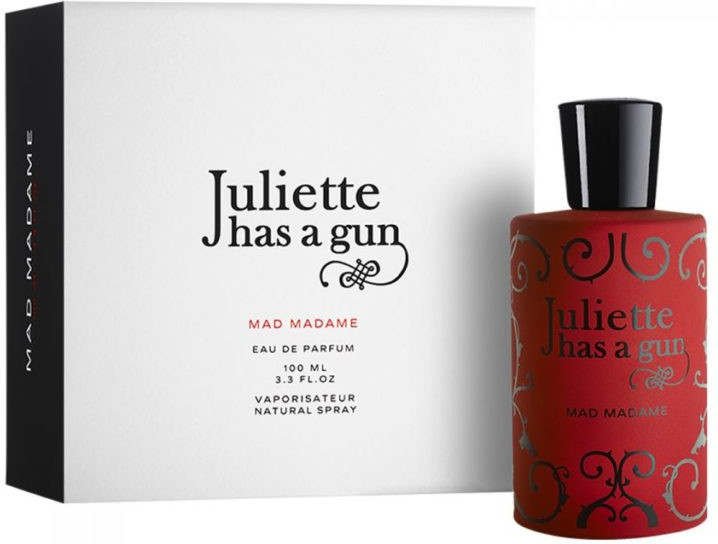 MAD MADAME
Juliette
has a gun
MAD MADAME
EAU DE PARFUM
100 ML
3.3 FL.OZ
VAPORISATEUR
NATURAL SPRAY
Juliette
has a gun
MAD MADAME